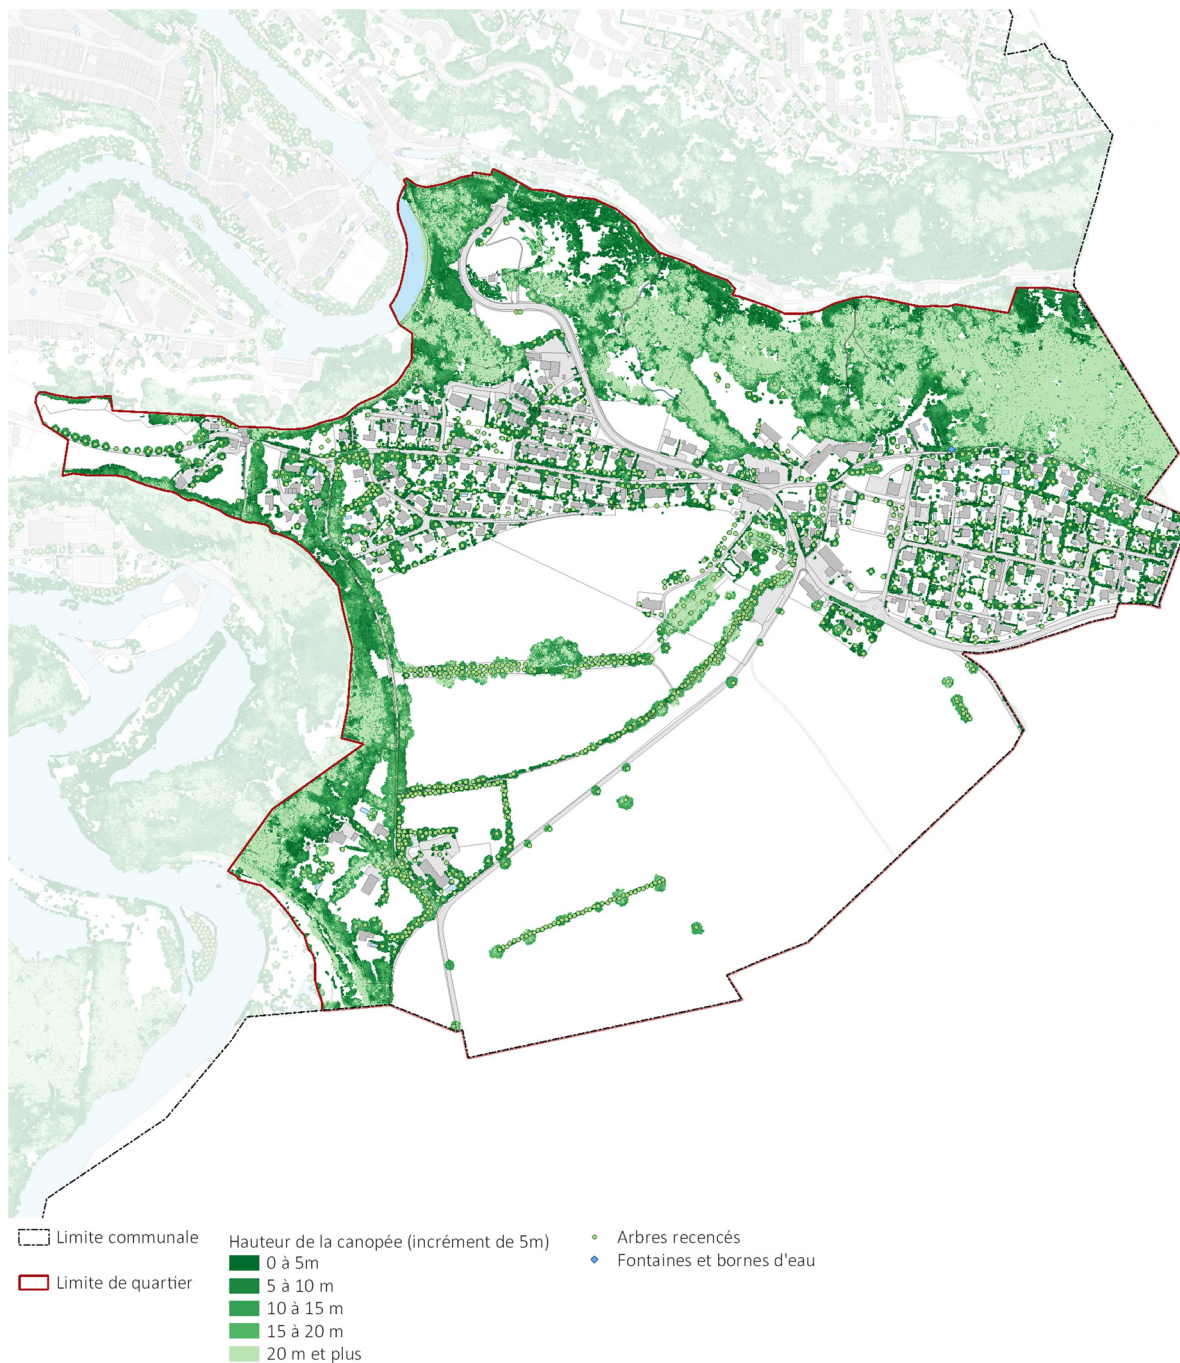 Limite communale
Limite de quartier
Hauteur de la canopée (incrément de 5m)
0 à 5m
5 à 10 m
10 à 15 m
15 à 20 m
20 m et plus
Arbres recencés
Fontaines et bornes d'eau